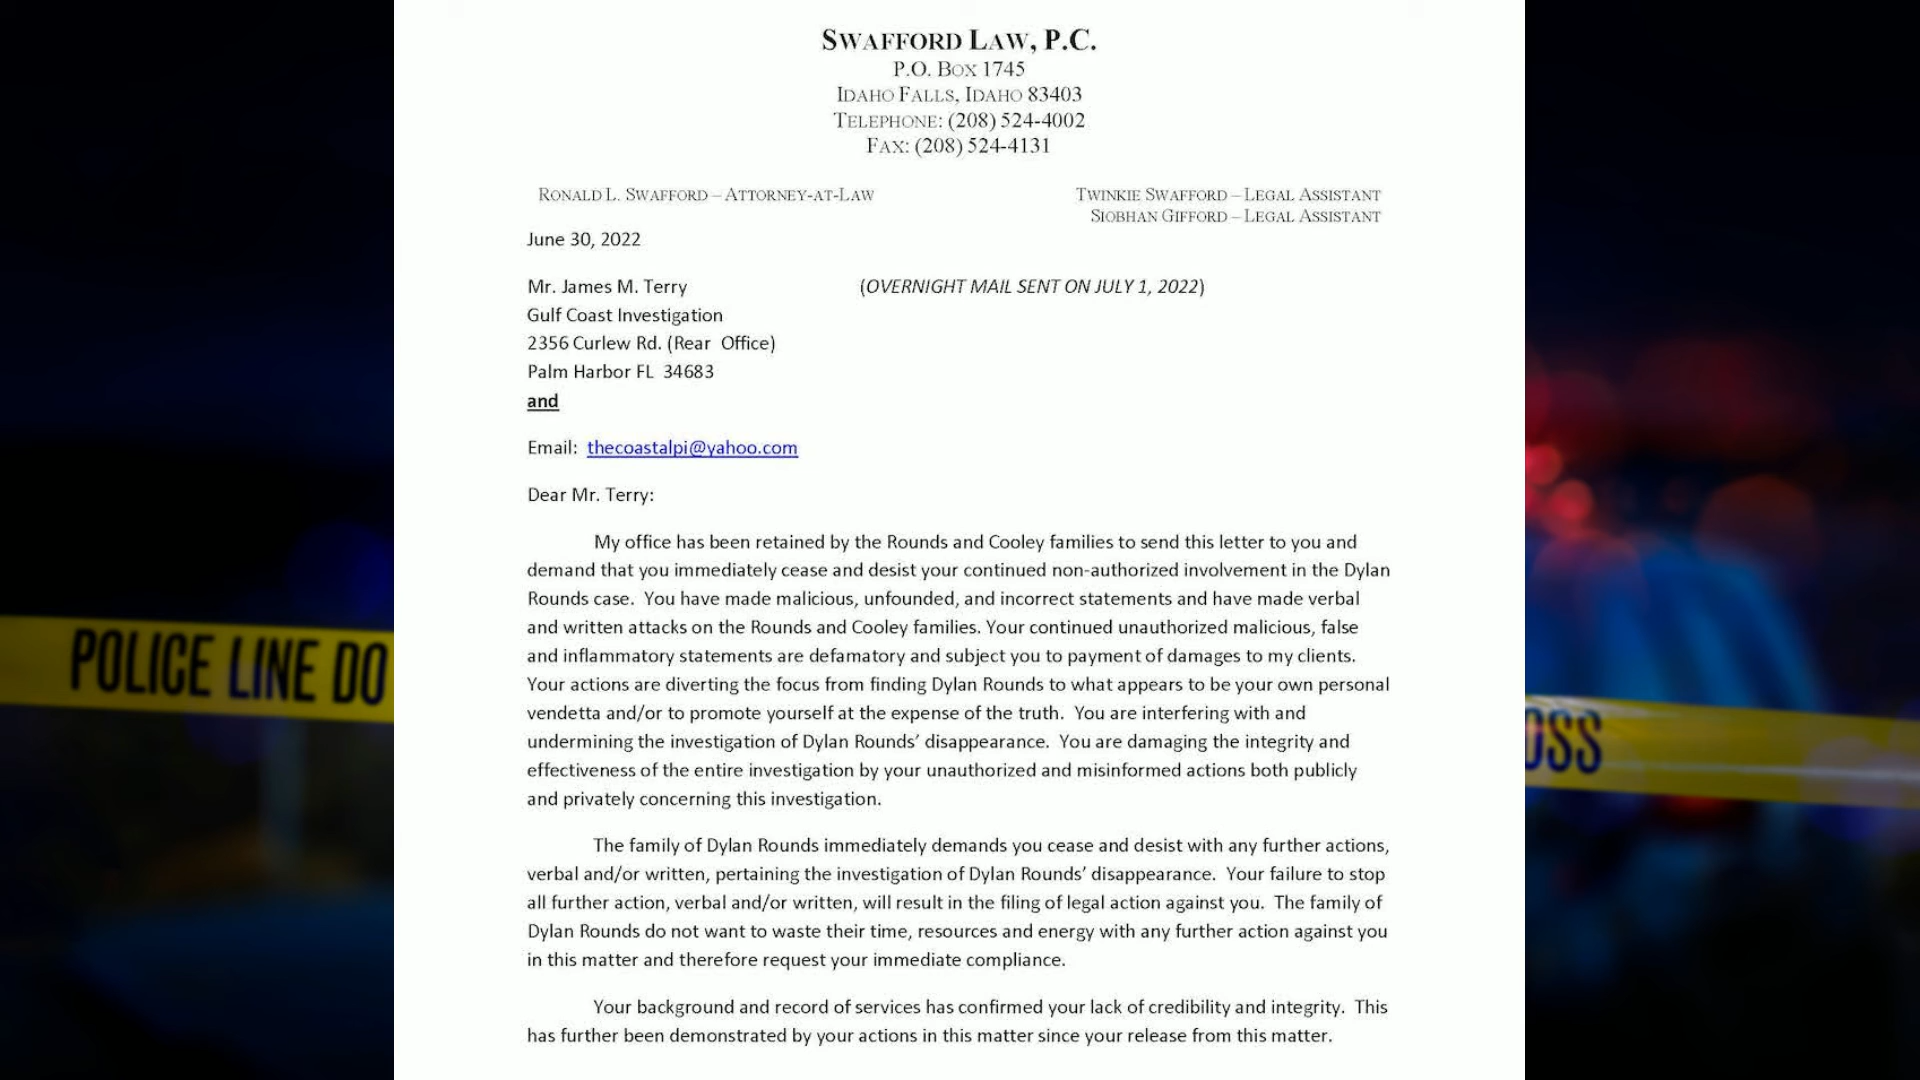 SWAFFORD LAW, P.C.
P.O. BOX 1745
IDAHO FALLS, IDAHO 83403
TELEPHONE: (208) 524-4002
FAX: (208) 524-4131
RONALD L. SWAFFORD – ATTORNEY-AT-LAW TWINKIE SWAFFORD – LEGAL ASSISTANT
SIOBHAN GIFFORD – LEGAL ASSISTANT
June 30, 2022
Mr. James M. Terry (OVERNIGHT MAIL SENT ON JULY 1, 2022)
Gulf Coast Investigation
2356 Curlew Rd. (Rear Office)
Palm Harbor FL 34683
and
Email: thecoastalpi@yahoo.com
Dear Mr. Terry:
My office has been retained by the Rounds and Cooley families to send this letter to you and
demand that you immediately cease and desist your continued non-authorized involvement in the Dylan
Rounds case. You have made malicious, unfounded, and incorrect statements and have made verbal
and written attacks on the Rounds and Cooley families. Your continued unauthorized malicious, false
and inflammatory statements are defamatory and subject you to payment of damages to my clients.
Your actions are diverting the focus from finding Dylan Rounds to what appears to be your own personal
vendetta and/or to promote yourself at the expense of the truth. You are interfering with and
undermining the investigation of Dylan Rounds’ disappearance. You are damaging the integrity and
effectiveness of the entire investigation by your unauthorized and misinformed actions both publicly
and privately concerning this investigation.
The family of Dylan Rounds immediately demands you cease and desist with any further actions,
verbal and/or written, pertaining the investigation of Dylan Rounds’ disappearance. Your failure to stop
all further action, verbal and/or written, will result in the filing of legal action against you. The family of
Dylan Rounds do not want to waste their time, resources and energy with any further action against you
in this matter and therefore request your immediate compliance.
Your background and record of services has confirmed your lack of credibility and integrity. This
has further been demonstrated by your actions in this matter since your release from this matter.
POLICE LINE DO
OSS